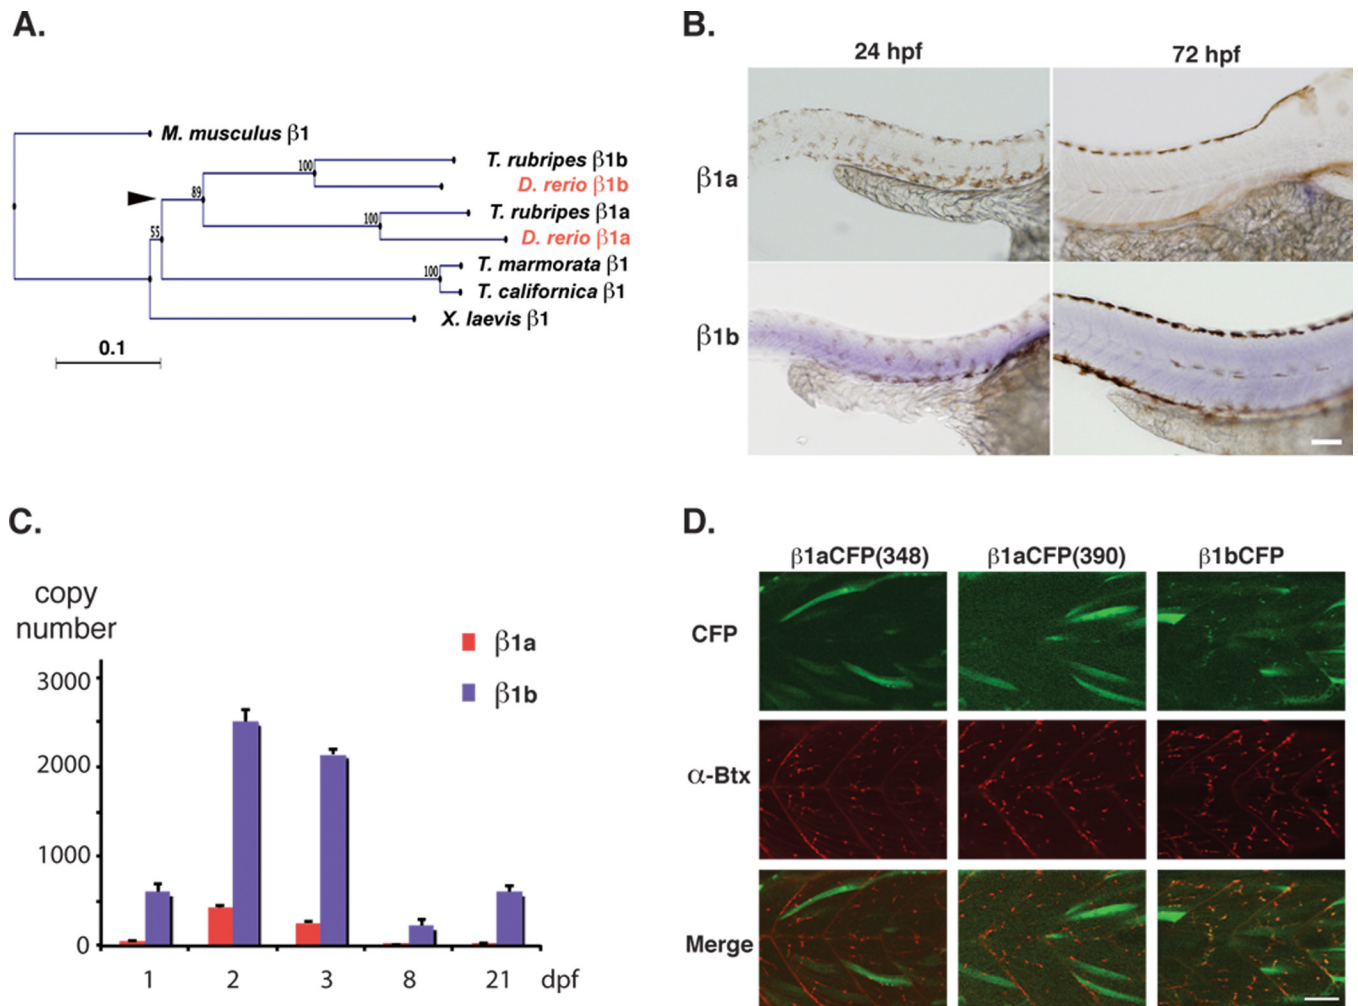 A.
M. musculus β1
T. rubripes β1b
100
D. rerio β1b
89
T. rubripes β1a
100
D. rerio β1a
55
T. marmorata β1
100
T. californica β1
X. laevis β1
0.1
B.
24 hpf
72 hpf
β1a
β1b
C.
copy
number
β1a
β1b
3000
2000
1000
0
1 2 3 8 21 dpf
D.
β1aCFP(348) β1aCFP(390) β1bCFP
CFP
α-Btx
Merge